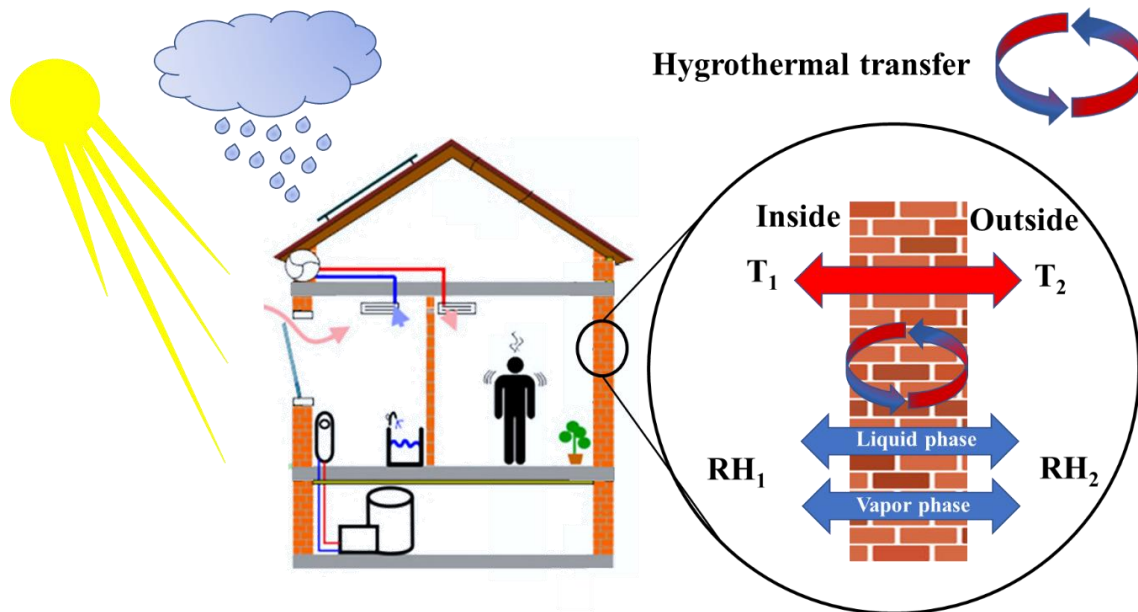 Hygrothermal transfer
Inside
Outside
T₁
T₂
Liquid phase
RH₁
RH₂
Vapor phase